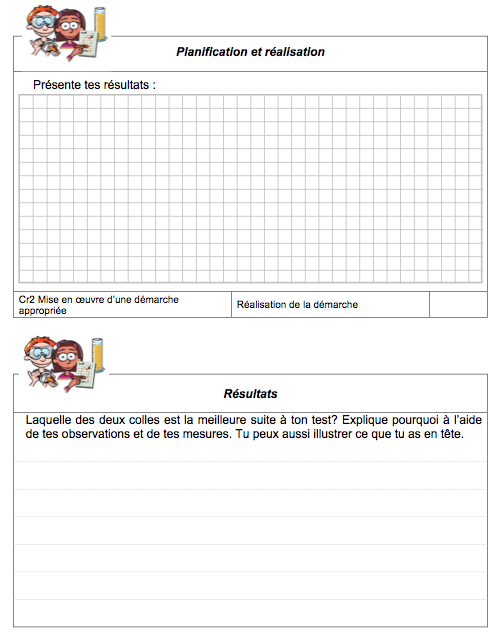 Planification et réalisation
Présente tes résultats :
Cr2 Mise en œuvre d'une démarche
appropriée
Réalisation de la démarche
Résultats
Laquelle des deux colles est la meilleure suite à ton test? Explique pourquoi à l'aide
de tes observations et de tes mesures. Tu peux aussi illustrer ce que tu as en tête.